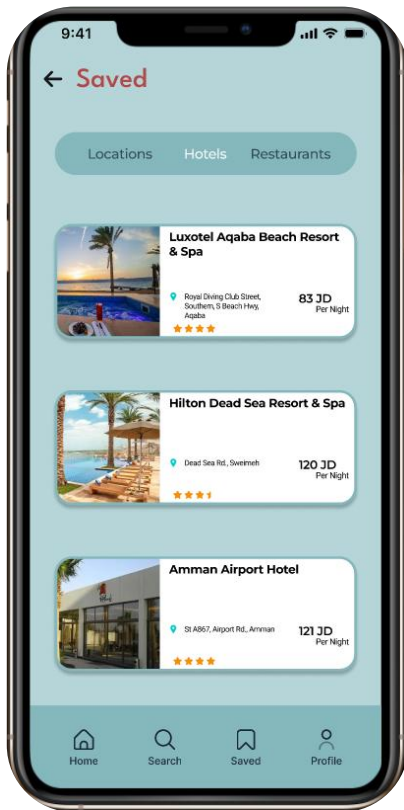 9:41
Saved
Locations Hotels Restaurants
Luxotel Aqaba Beach Resort
& Spa
Royal Diving Club Street,
Southern, S Beach Hwy,
Aqaba
83 JD
Per Night
Hilton Dead Sea Resort & Spa
Dead Sea Rd., Sweimeh
120 JD
Per Night
Amman Airport Hotel
St A867, Airport Rd., Amman
121 JD
Per Night
Home Search Saved Profile